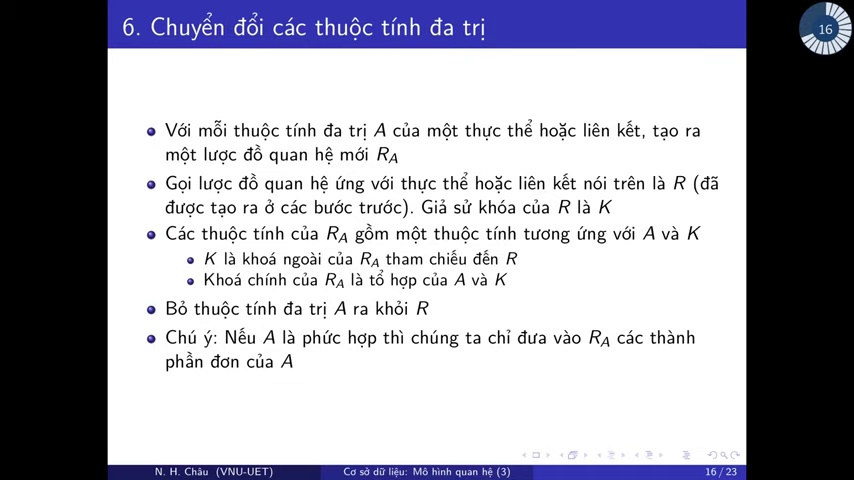 6. Chuyển đổi các thuộc tính đa trị
16
Với mỗi thuộc tính đa trị A của một thực thể hoặc liên kết, tạo ra
một lược đồ quan hệ mới R_A
Gọi lược đồ quan hệ ứng với thực thể hoặc liên kết nói trên là R (đã
được tạo ra ở các bước trước). Giả sử khóa của R là K
Các thuộc tính của R_A gồm một thuộc tính tương ứng với A và K
K là khoá ngoài của R_A tham chiếu đến R
Khoá chính của R_A là tổ hợp của A và K
Bỏ thuộc tính đa trị A ra khỏi R
Chú ý: Nếu A là phức hợp thì chúng ta chỉ đưa vào R_A các thành
phần đơn của A
N. H. Châu (VNU-UET) Cơ sở dữ liệu: Mô hình quan hệ (3) 16 / 23